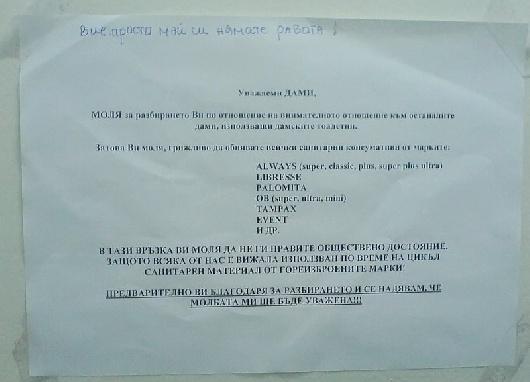 Вие просто май си нямате работа!
Уважаеми ДАМИ,
МОЛЯ за разбирането Ви по отношение на внимателното отношение към останалите
дами, използващи дамските тоалетни.
Затова Ви моля, грижливо да обвивате всички санитарни консумативи от марките:
ALWAYS (super, classic, plus, super plus ultra)
LIBRESSE
PALOMITA
OB (super, ultra, mini)
TAMPAX
EVENT
И ДР.
В ТАЗИ ВРЪЗКА ВИ МОЛЯ ДА НЕ ГИ ПРАВИТЕ ОБЩЕСТВЕНО ДОСТОЯНИЕ,
ЗАЩОТО ВСЯКА ОТ НАС Е ВИЖАЛА ИЗПОЛЗВАН ПО ВРЕМЕ НА ЦИКЪЛ
САНИТАРЕН МАТЕРИАЛ ОТ ГОРЕИЗБРОЕНИТЕ МАРКИ!
ПРЕДВАРИТЕЛНО ВИ БЛАГОДАРЯ ЗА РАЗБИРАНЕТО И СЕ НАДЯВАМ, ЧЕ
МОЛБАТА МИ ЩЕ БЪДЕ УВАЖЕНА!!!